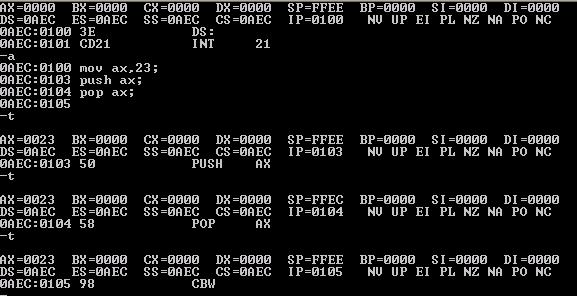 AX=0000 BX=0000 CX=0000 DX=0000 SP=FFEE BP=0000 SI=0000 DI=0000
DS=0AEC ES=0AEC SS=0AEC CS=0AEC IP=0100 NV UP EI PL NZ NA PO NC
0AEC:0100 3E DS:
0AEC:0101 CD21 INT 21
-a
0AEC:0100 mov ax,23;
0AEC:0103 push ax;
0AEC:0104 pop ax;
0AEC:0105
-t
AX=0023 BX=0000 CX=0000 DX=0000 SP=FFEE BP=0000 SI=0000 DI=0000
DS=0AEC ES=0AEC SS=0AEC CS=0AEC IP=0103 NV UP EI PL NZ NA PO NC
0AEC:0103 50 PUSH AX
-t
AX=0023 BX=0000 CX=0000 DX=0000 SP=FFEC BP=0000 SI=0000 DI=0000
DS=0AEC ES=0AEC SS=0AEC CS=0AEC IP=0104 NV UP EI PL NZ NA PO NC
0AEC:0104 58 POP AX
-t
AX=0023 BX=0000 CX=0000 DX=0000 SP=FFEE BP=0000 SI=0000 DI=0000
DS=0AEC ES=0AEC SS=0AEC CS=0AEC IP=0105 NV UP EI PL NZ NA PO NC
0AEC:0105 98 CBW